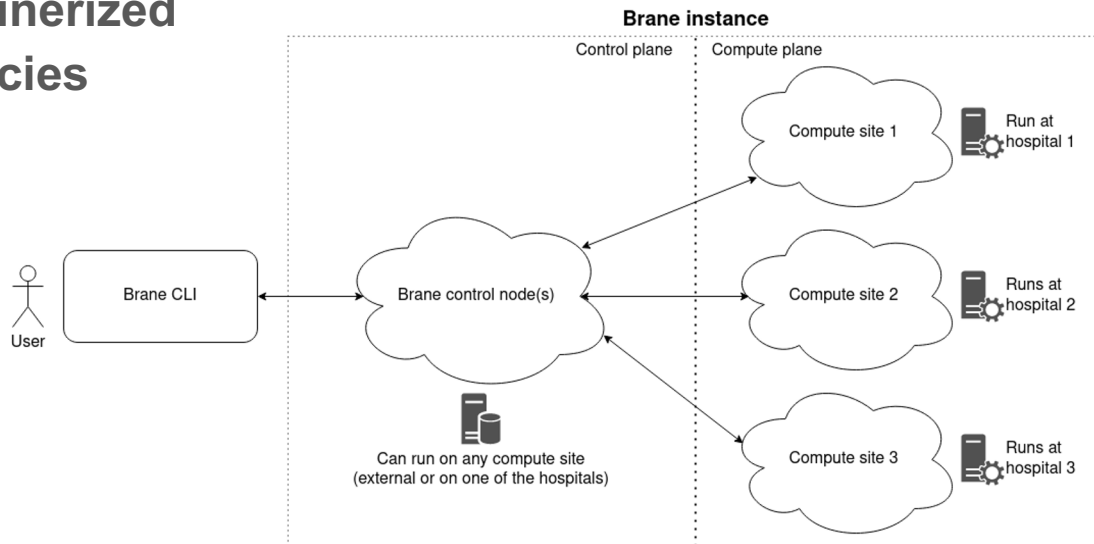 Brane instance
cies
Control plane
Compute plane
Compute site 1
Run at
hospital 1
Brane CLI
Brane control node(s)
Compute site 2
Runs at
hospital 2
User
Can run on any compute site
(external or on one of the hospitals)
Compute site 3
Runs at
hospital 3